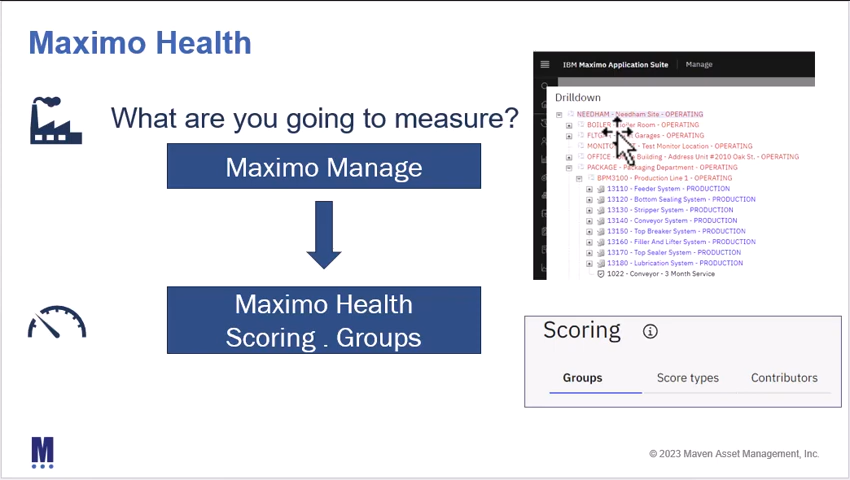 Maximo Health
What are you going to measure?
Maximo Manage
Maximo Health
Scoring . Groups
IBM Maximo Application Suite Manage
Drilldown
NEEDHAM - Needham Site - OPERATING
BOILER - Boiler Room - OPERATING
Garages - OPERATING
- Test Monitor Location - OPERATING
OFFICE - Building - Address Unit #2010 Oak St. - OPERATING
PACKAGE - Packaging Department - OPERATING
BPM3100 - Production Line 1 - OPERATING
13110 - Feeder System - PRODUCTION
13120 - Bottom Sealing System - PRODUCTION
13130 - Stripper System - PRODUCTION
13140 - Conveyor System - PRODUCTION
13150 - Top Breaker System - PRODUCTION
13160 - Filler And Lifter System - PRODUCTION
13170 - Top Sealer System - PRODUCTION
13180 - Lubrication System - PRODUCTION
1022 - Conveyor - 3 Month Service
Scoring
Groups Score types Contributors
M
© 2023 Maven Asset Management, Inc.